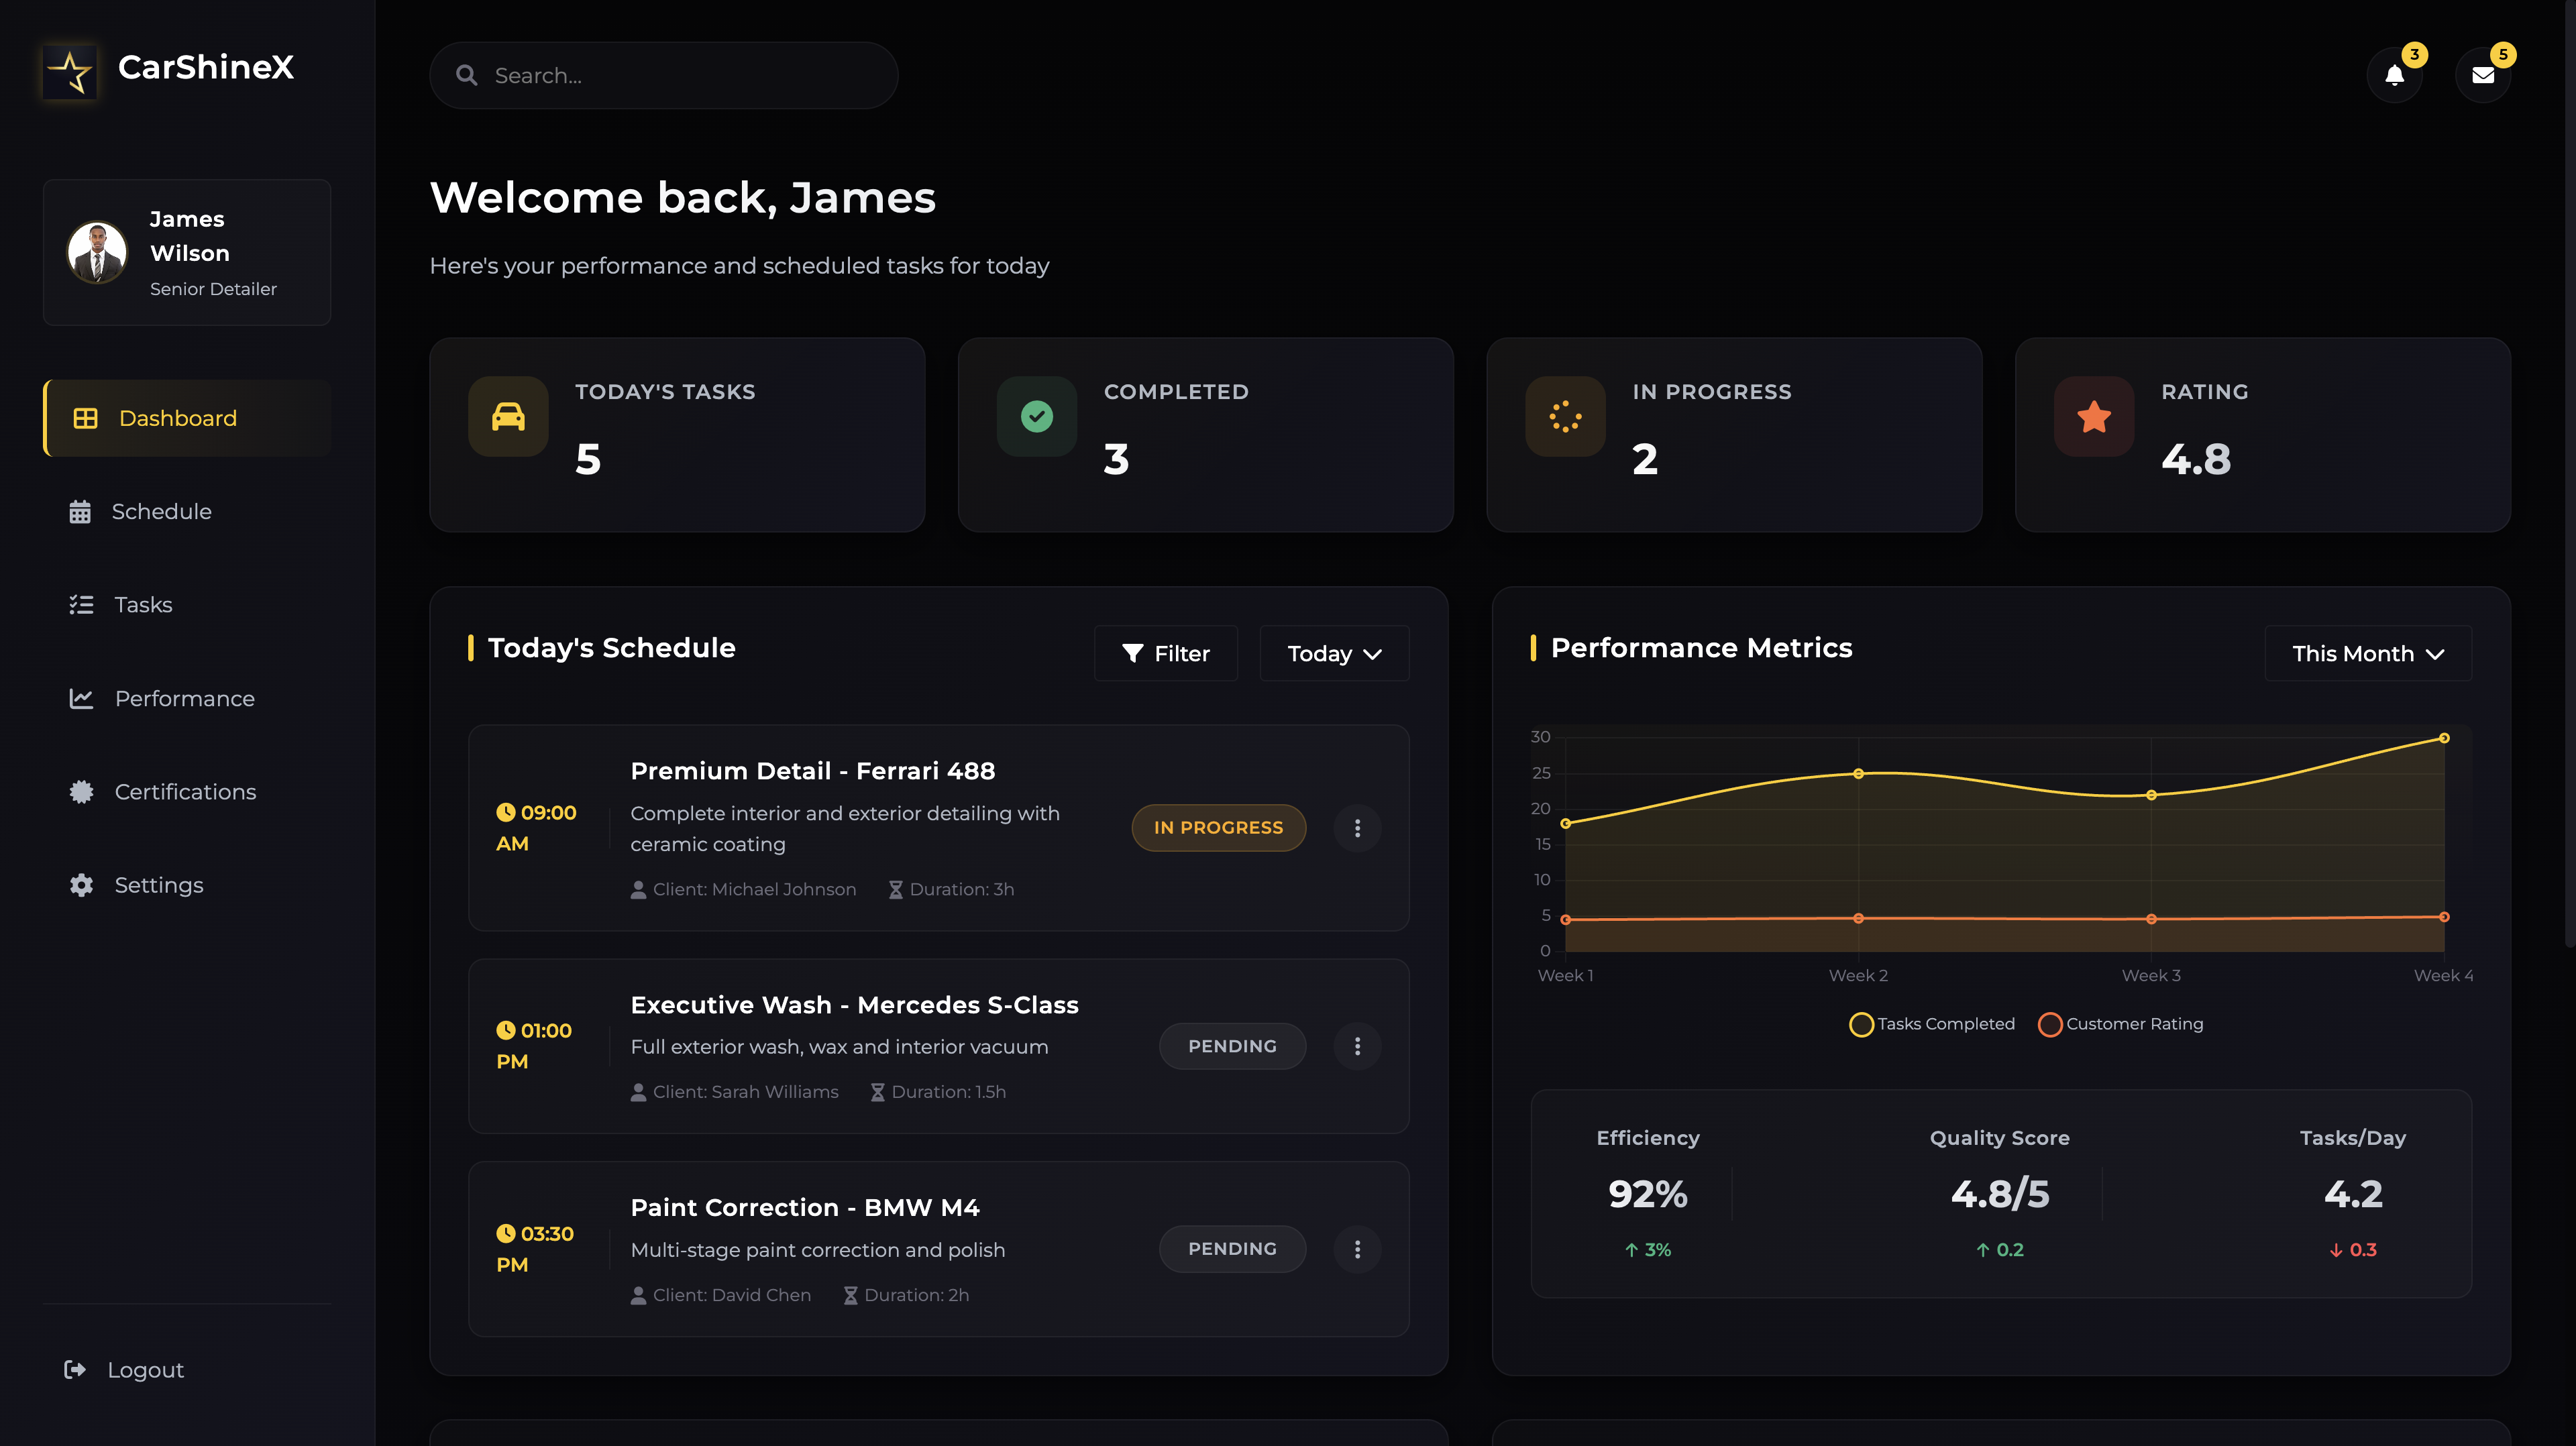 CarShineX
Search...
3
5
James
Wilson
Senior Detailer
Dashboard
Schedule
Tasks
Performance
Certifications
Settings
Logout
Welcome back, James
Here's your performance and scheduled tasks for today
TODAY'S TASKS
5
COMPLETED
3
IN PROGRESS
2
RATING
4.8
Today's Schedule
Filter
Today
09:00
AM
Premium Detail - Ferrari 488
Complete interior and exterior detailing with
ceramic coating
Client: Michael Johnson
Duration: 3h
IN PROGRESS
01:00
PM
Executive Wash - Mercedes S-Class
Full exterior wash, wax and interior vacuum
Client: Sarah Williams
Duration: 1.5h
PENDING
03:30
PM
Paint Correction - BMW M4
Multi-stage paint correction and polish
Client: David Chen
Duration: 2h
PENDING
Performance Metrics
This Month
30
25
20
15
10
5
0
Week 1
Week 2
Week 3
Week 4
Tasks Completed
Customer Rating
Efficiency
92%
↑ 3%
Quality Score
4.8/5
↑ 0.2
Tasks/Day
4.2
↓ 0.3